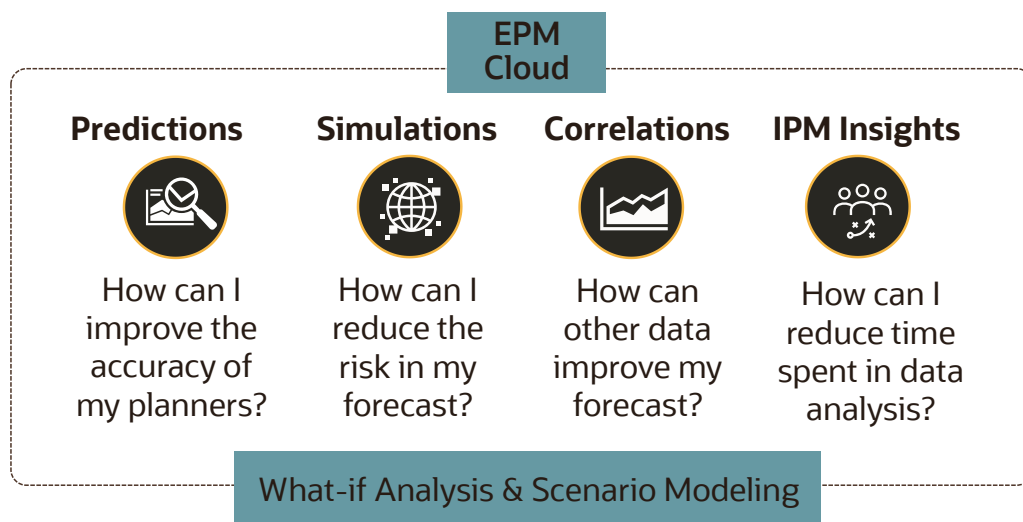 EPM
Cloud
Predictions
How can I
improve the
accuracy of
my planners?
Simulations
How can I
reduce the
risk in my
forecast?
Correlations
How can
other data
improve my
forecast?
IPM Insights
How can I
reduce time
spent in data
analysis?
What-if Analysis & Scenario Modeling